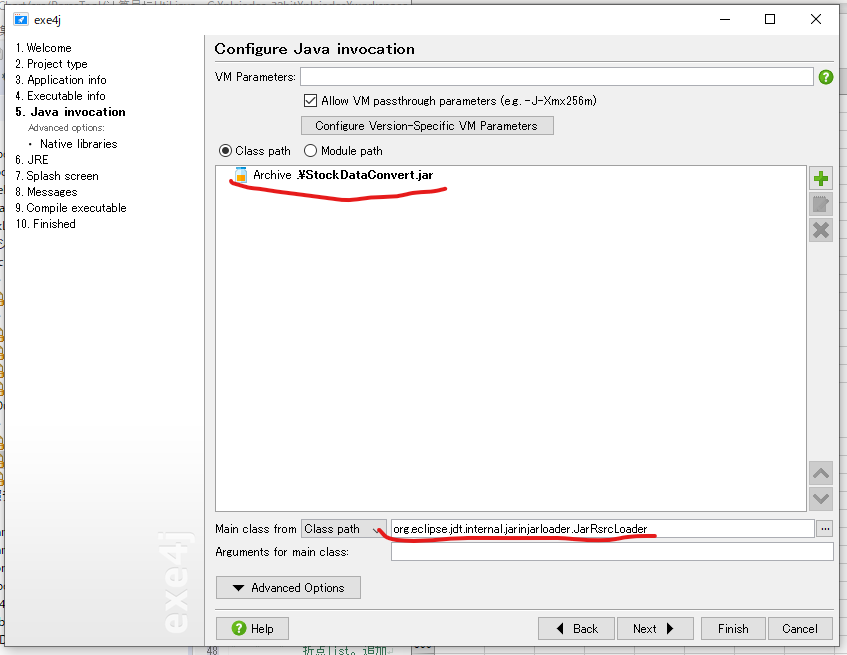 exe4j
1. Welcome
2. Project type
3. Application info
4. Executable info
5. Java invocation
Advanced options:
• Native libraries
6. JRE
7. Splash screen
8. Messages
9. Compile executable
10. Finished
exe4j
Configure Java invocation
VM Parameters:
Allow VM passthrough parameters (e.g. -J-Xmx256m)
Configure Version-Specific VM Parameters
Class path Module path
Archive .¥StockDataConvert.jar
Main class from Class path org.eclipse.jdt.internal.jarinjarloader.JarRsrcLoader ...
Arguments for main class:
Advanced Options
Help Back Next Finish Cancel
48